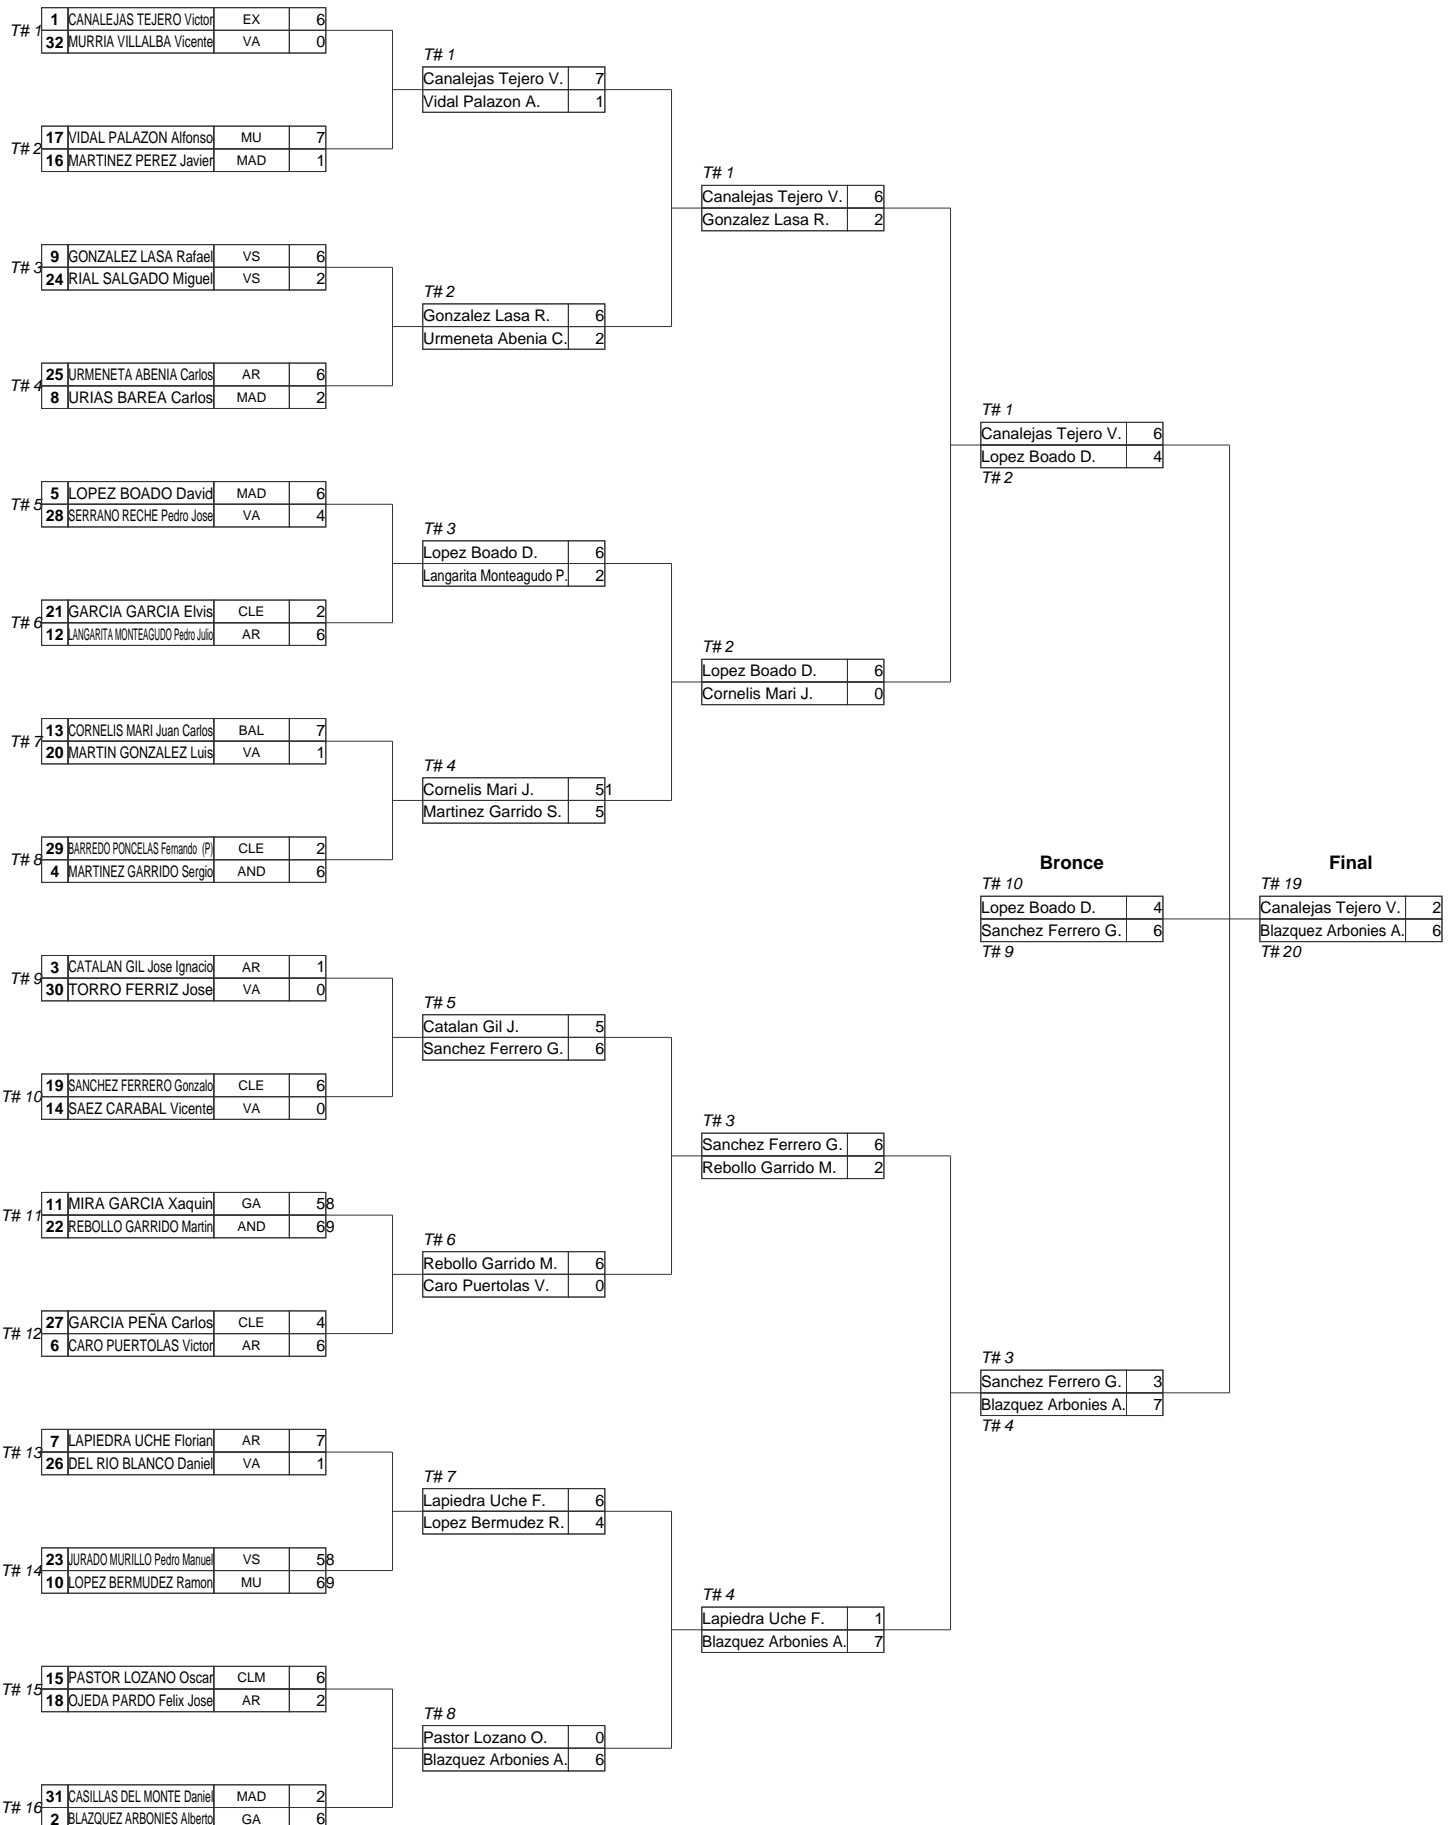 T# 1
1 CANALEJAS TEJERO Victor EX 6
32 MURRIA VILLALBA Vicente VA 0
T# 2
17 VIDAL PALAZON Alfonso MU 7
16 MARTINEZ PEREZ Javier MAD 1
T# 3
9 GONZALEZ LASA Rafael VS 6
24 RIAL SALGADO Miguel VS 2
T# 4
25 URMENETA ABENIA Carlos AR 6
8 URIAS BAREA Carlos MAD 2
T# 5
5 LOPEZ BOADO David MAD 6
28 SERRANO RECHE Pedro Jose VA 4
T# 6
21 GARCIA GARCIA Elvis CLE 2
12 LANGARITA MONTEAGUDO Pedro Julio AR 6
T# 7
13 CORNELIS MARI Juan Carlos BAL 7
20 MARTIN GONZALEZ Luis VA 1
T# 8
29 BARREDO PONCELAS Fernando (P) CLE 2
4 MARTINEZ GARRIDO Sergio AND 6
T# 9
3 CATALAN GIL Jose Ignacio AR 1
30 TORRO FERRIZ Jose VA 0
T# 10
19 SANCHEZ FERRERO Gonzalo CLE 6
14 SAEZ CARABAL Vicente VA 0
T# 11
11 MIRA GARCIA Xaquin GA 58
22 REBOLLO GARRIDO Martin AND 69
T# 12
27 GARCIA PEÑA Carlos CLE 4
6 CARO PUERTOLAS Victor AR 6
T# 13
7 LAPIEDRA UCHE Florian AR 7
26 DEL RIO BLANCO Daniel VA 1
T# 14
23 JURADO MURILLO Pedro Manuel VS 58
10 LOPEZ BERMUDEZ Ramon MU 69
T# 15
15 PASTOR LOZANO Oscar CLM 6
18 OJEDA PARDO Felix Jose AR 2
T# 16
31 CASILLAS DEL MONTE Daniel MAD 2
2 BLAZQUEZ ARBONIES Alberto GA 6
T# 1
Canalejas Tejero V. 7
Vidal Palazon A. 1
T# 2
Gonzalez Lasa R. 6
Urmeneta Abenia C. 2
T# 3
Lopez Boado D. 6
Langarita Monteagudo P. 2
T# 4
Cornelis Mari J. 51
Martinez Garrido S. 5
T# 5
Catalan Gil J. 5
Sanchez Ferrero G. 6
T# 6
Rebollo Garrido M. 6
Caro Puertolas V. 0
T# 7
Lapiedra Uche F. 6
Lopez Bermudez R. 4
T# 8
Pastor Lozano O. 0
Blazquez Arbonies A. 6
T# 1
Canalejas Tejero V. 6
Gonzalez Lasa R. 2
T# 2
Lopez Boado D. 6
Cornelis Mari J. 0
T# 3
Sanchez Ferrero G. 6
Rebollo Garrido M. 2
T# 4
Lapiedra Uche F. 1
Blazquez Arbonies A. 7
T# 1
Canalejas Tejero V. 6
Lopez Boado D. 4
T# 2
Bronce
T# 10
Lopez Boado D. 4
Sanchez Ferrero G. 6
T# 9
T# 3
Sanchez Ferrero G. 3
Blazquez Arbonies A. 7
T# 4
Final
T# 19
Canalejas Tejero V. 2
Blazquez Arbonies A. 6
T# 20